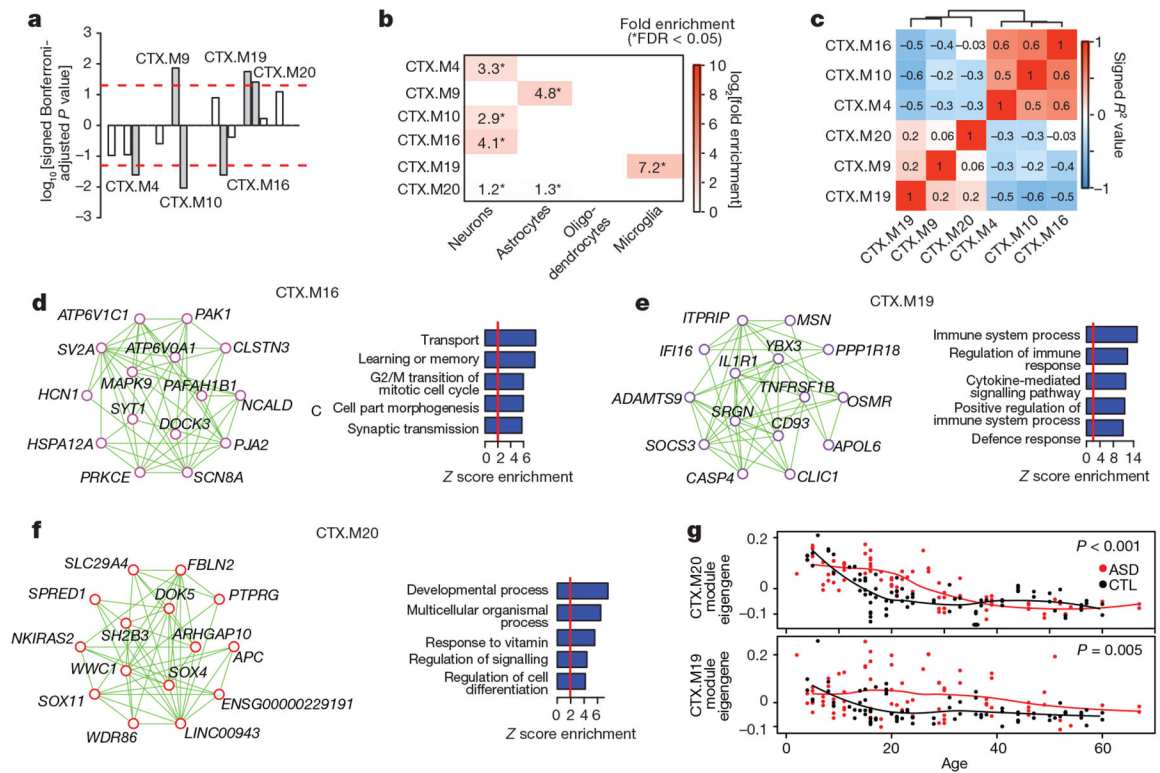 a
log10[signed Bonferroni-
adjusted P value]
3
2
1
0
−1
−2
−3
CTX.M9
CTX.M19
CTX.M20
CTX.M4
CTX.M10
CTX.M16
b
Fold enrichment
(*FDR < 0.05)
CTX.M4
3.3*
CTX.M9
4.8*
CTX.M10
2.9*
CTX.M16
4.1*
CTX.M19
7.2*
CTX.M20
1.2*
1.3*
Neurons
Astrocytes
Oligo-
dendrocytes
Microglia
10
8
6
4
2
0
log2[fold enrichment]
c
CTX.M16 −0.5 −0.4 −0.03 0.6 0.6 1
CTX.M10 −0.6 −0.2 −0.3 0.5 1 0.6
CTX.M4 −0.5 −0.3 −0.3 1 0.5 0.6
CTX.M20 0.2 0.06 1 −0.3 −0.3 −0.03
CTX.M9 0.2 1 0.06 −0.3 −0.2 −0.4
CTX.M19 1 0.2 0.2 −0.5 −0.6 −0.5
CTX.M19
CTX.M9
CTX.M20
CTX.M4
CTX.M10
CTX.M16
1
0
−1
Signed R² value
d
CTX.M16
ATP6V1C1
PAK1
SV2A
ATP6V0A1
CLSTN3
MAPK9
PAFAH1B1
HCN1
NCALD
SYT1
DOCK3
HSPA12A
PJA2
PRKCE
SCN8A
C
Transport
Learning or memory
G2/M transition of
mitotic cell cycle
Cell part morphogenesis
Synaptic transmission
0 2 4 6
Z score enrichment
e
CTX.M19
ITPRIP
MSN
IFI16
YBX3
PPP1R18
IL1R1
TNFRSF1B
ADAMTS9
OSMR
SRGN
CD93
SOCS3
APOL6
CASP4
CLIC1
Immune system process
Regulation of immune
response
Cytokine-mediated
signalling pathway
Positive regulation of
immune system process
Defence response
0 4 8 14
Z score enrichment
f
CTX.M20
SLC29A4
FBLN2
SPRED1
DOK5
PTPRG
SH2B3
ARHGAP10
NKIRAS2
APC
WWC1
SOX4
SOX11
ENSG00000229191
WDR86
LINC00943
Developmental process
Multicellular organismal
process
Response to vitamin
Regulation of signalling
Regulation of cell
differentiation
0 2 4 6
Z score enrichment
g
CTX.M20
module
eigengene
0.2
0
−0.1
P < 0.001
ASD
CTL
CTX.M19
module
eigengene
0.2
0
−0.1
P = 0.005
0 20 40 60
Age